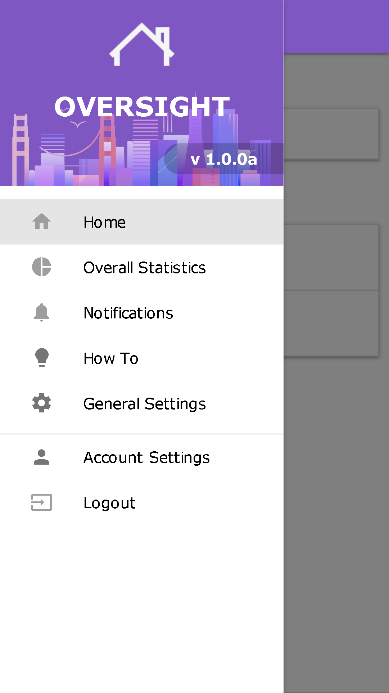 OVERSIGHT
v 1.0.0a
Home
Overall Statistics
Notifications
How To
General Settings
Account Settings
Logout